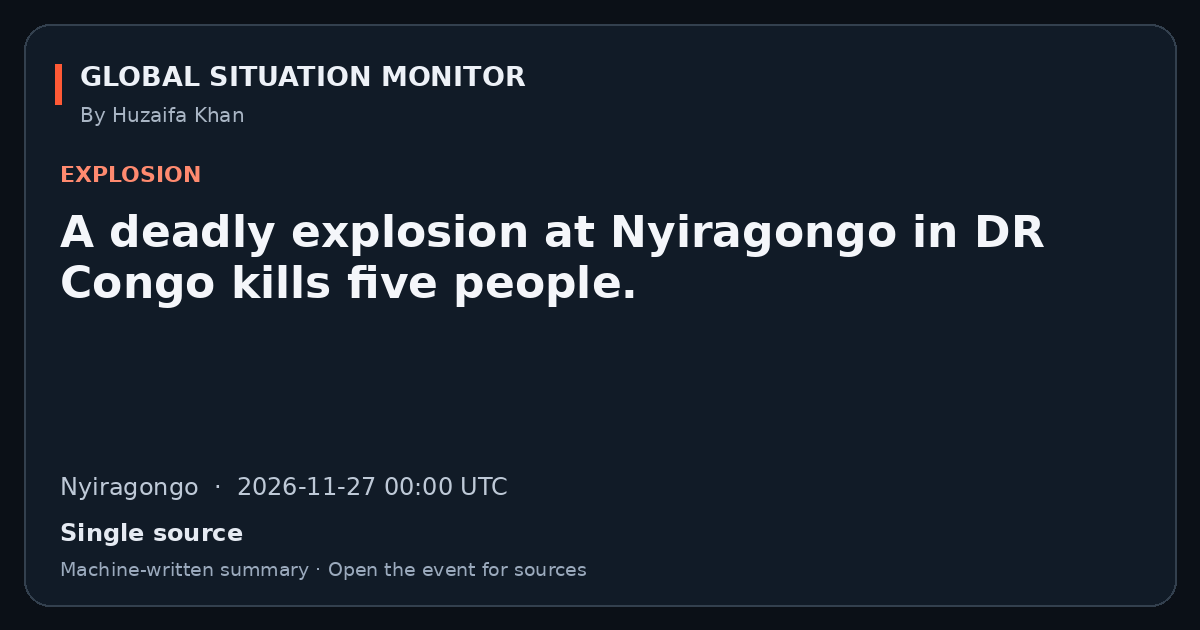 GLOBAL SITUATION MONITOR
By Huzaifa Khan
EXPLOSION
A deadly explosion at Nyiragongo in DR
Congo kills five people.
Nyiragongo · 2026-11-27 00:00 UTC
Single source
Machine-written summary · Open the event for sources